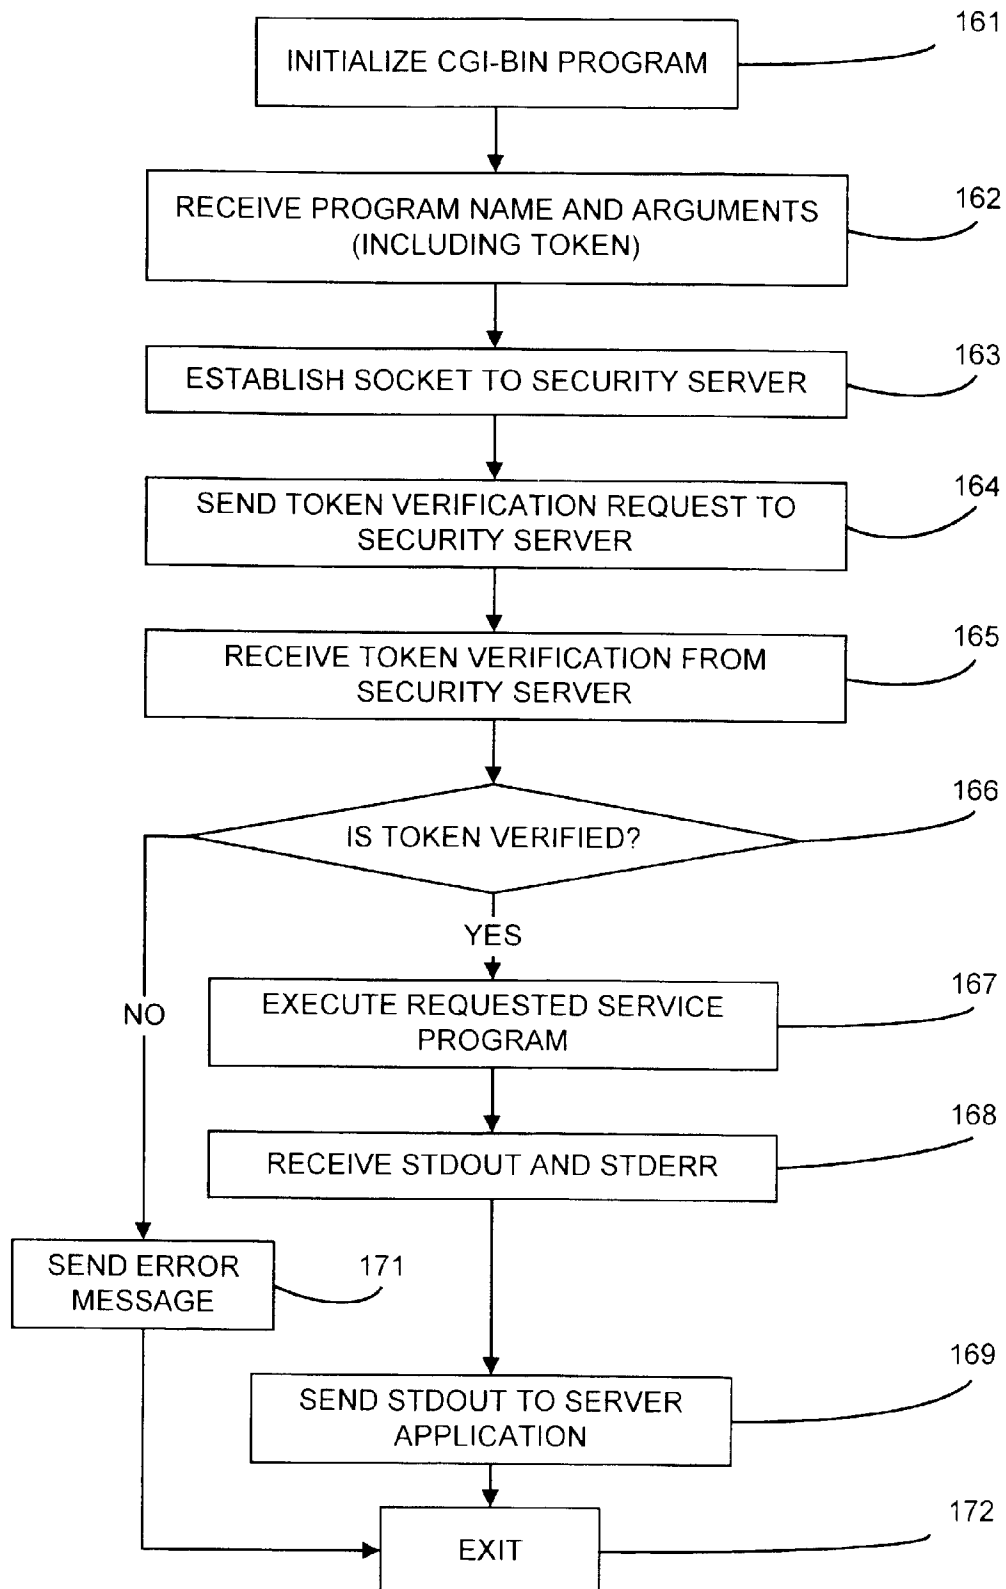 161
INITIALIZE CGI-BIN PROGRAM
162
RECEIVE PROGRAM NAME AND ARGUMENTS
(INCLUDING TOKEN)
163
ESTABLISH SOCKET TO SECURITY SERVER
164
SEND TOKEN VERIFICATION REQUEST TO
SECURITY SERVER
165
RECEIVE TOKEN VERIFICATION FROM
SECURITY SERVER
166
IS TOKEN VERIFIED?
YES
NO
167
EXECUTE REQUESTED SERVICE
PROGRAM
168
RECEIVE STDOUT AND STDERR
SEND ERROR
MESSAGE
171
169
SEND STDOUT TO SERVER
APPLICATION
172
EXIT